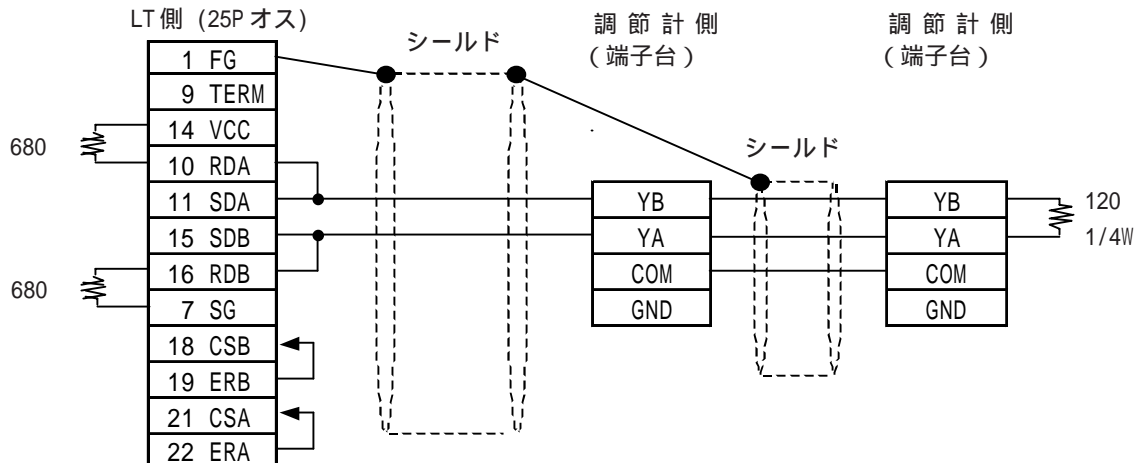 LT側 (25Pオス)
1 FG
9 TERM
14 VCC
10 RDA
11 SDA
15 SDB
16 RDB
7 SG
18 CSB
19 ERB
21 CSA
22 ERA
680
680
シールド
調節計側
(端子台)
YB
YA
COM
GND
シールド
調節計側
(端子台)
YB
YA
COM
GND
120
1/4W